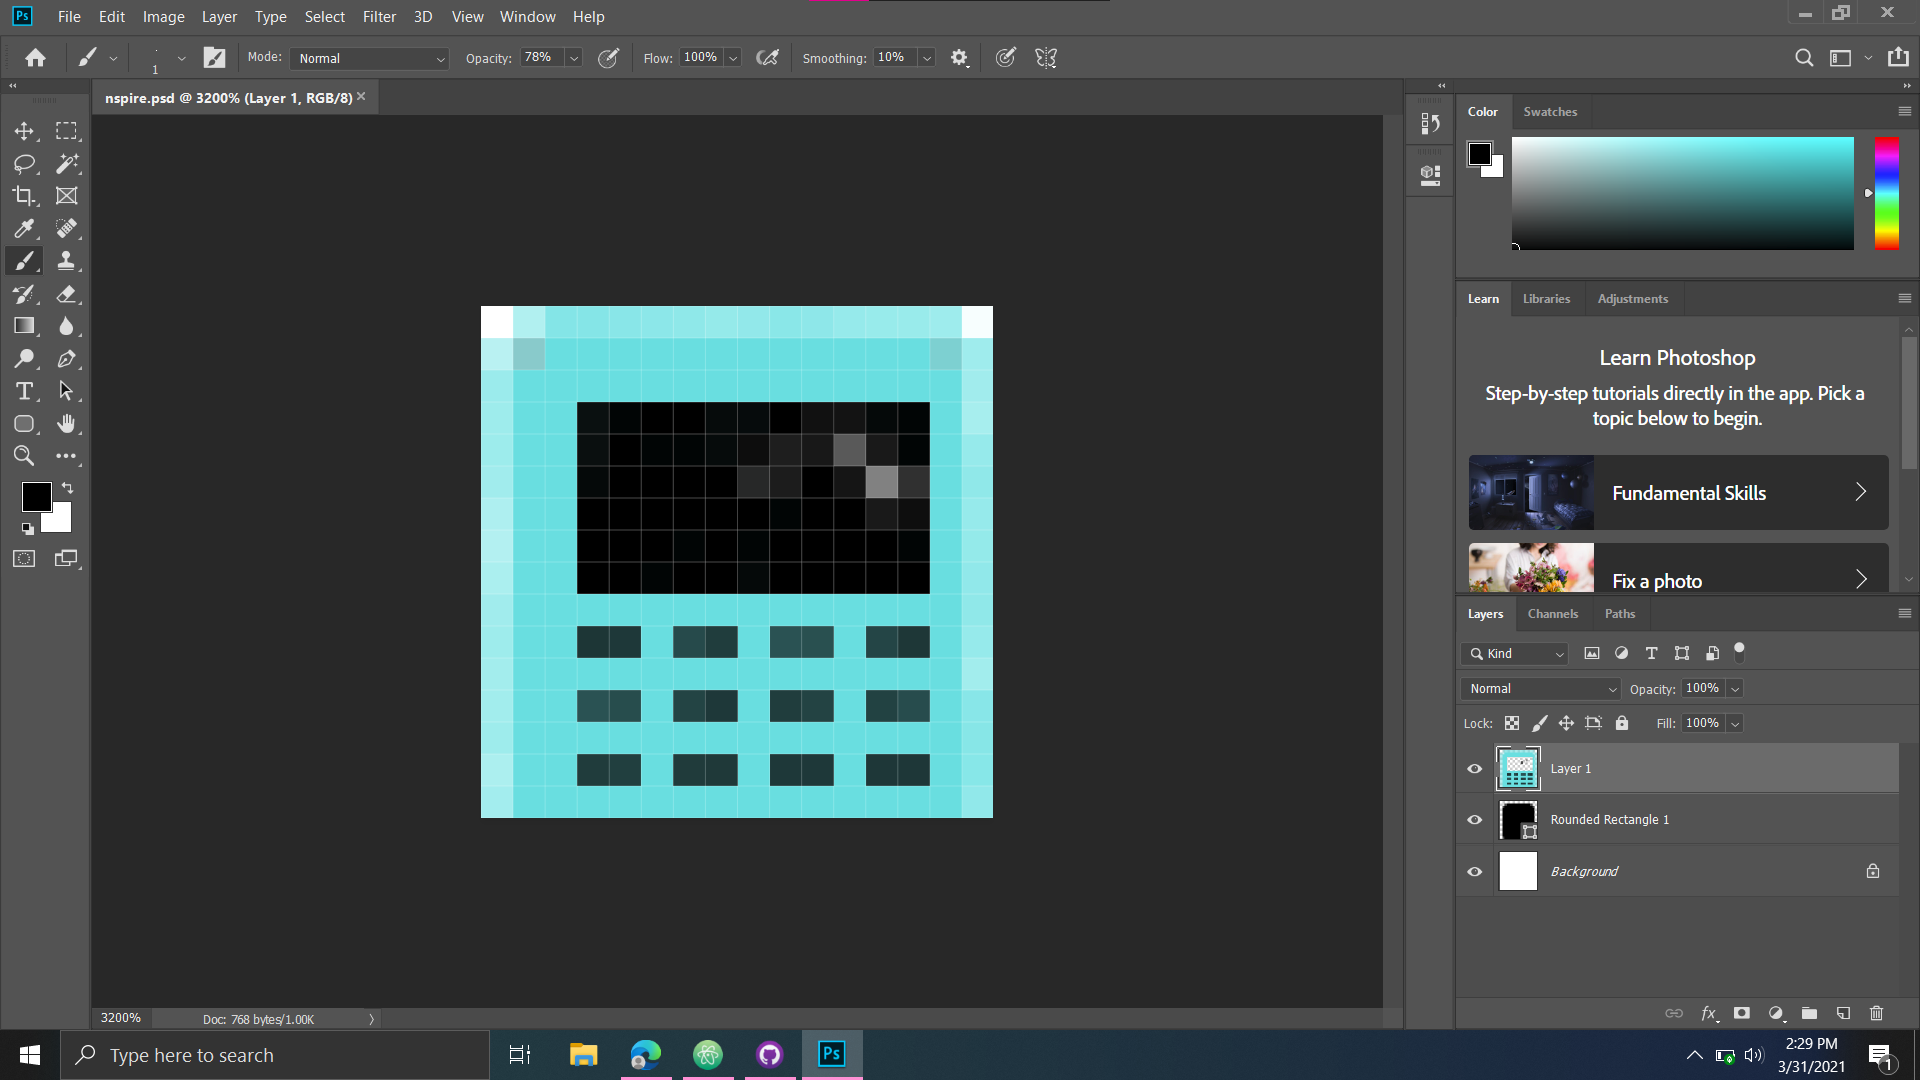 Ps File Edit Image Layer Type Select Filter 3D View Window Help
1 Mode: Normal Opacity: 78% Flow: 100% Smoothing: 10%
nspire.psd @ 3200% (Layer 1, RGB/8)
Color Swatches
Learn Libraries Adjustments
Learn Photoshop
Step-by-step tutorials directly in the app. Pick a
topic below to begin.
Fundamental Skills
Fix a photo
Layers Channels Paths
Kind
Normal Opacity: 100%
Lock: Fill: 100%
Layer 1
Rounded Rectangle 1
Background
fx
3200% Doc: 768 bytes/1.00K
Type here to search
Ps
2:29 PM
3/31/2021
1